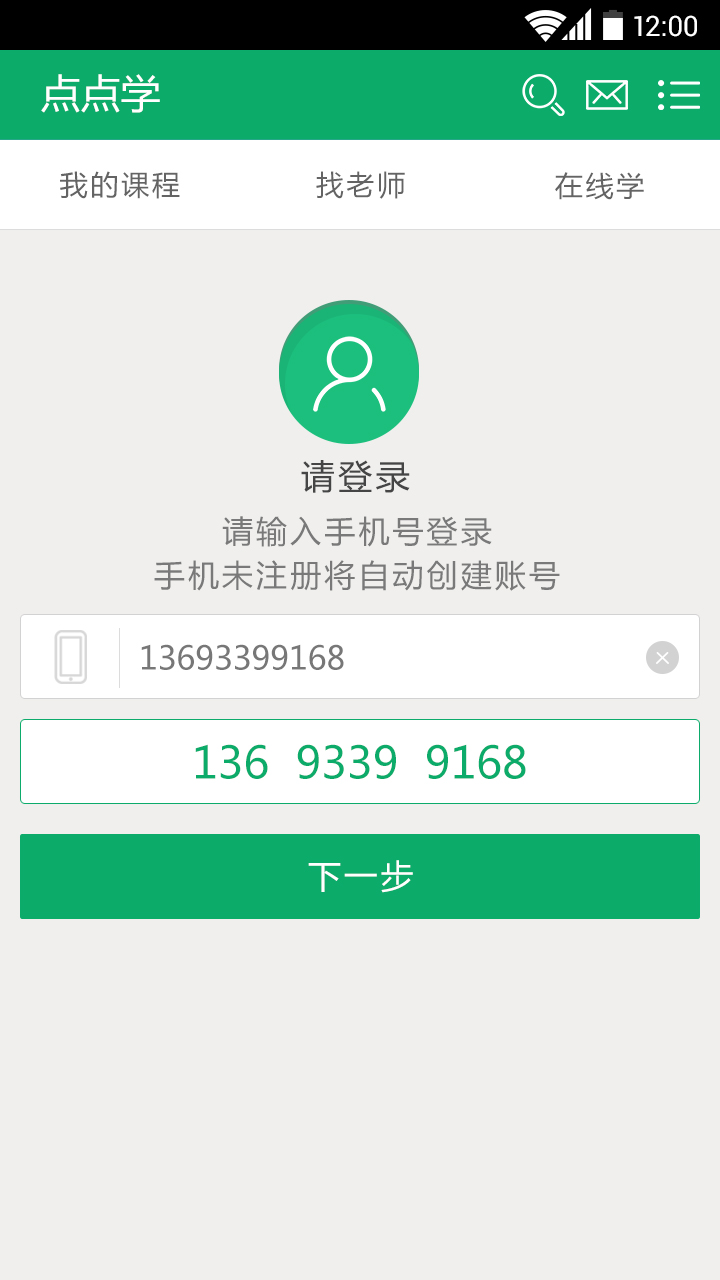 12:00
点点学
我的课程 找老师 在线学
请登录
请输入手机号登录
手机未注册将自动创建账号
13693399168
136 9339 9168
下一步